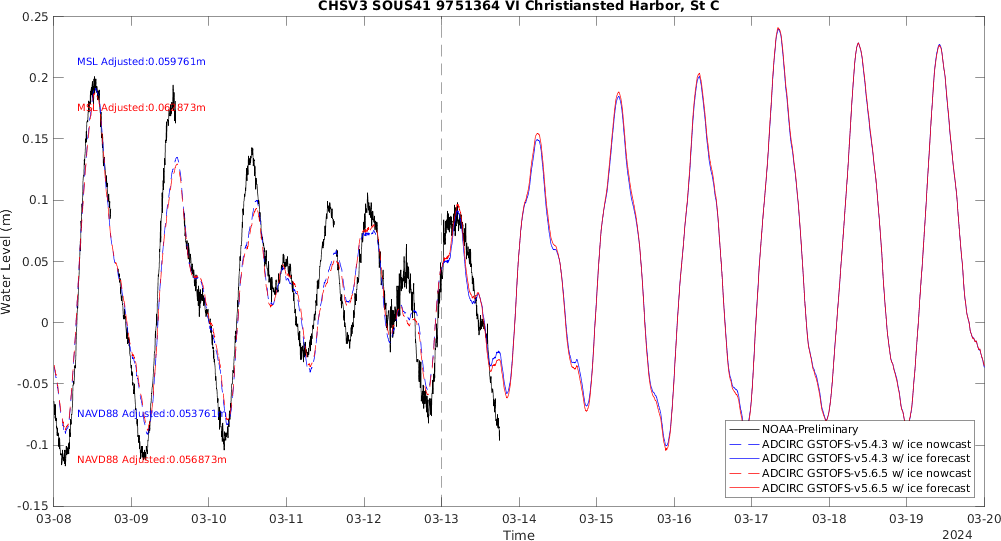 CHSV3 SOUS41 9751364 VI Christiansted Harbor, St C
0.25
0.2
0.15
0.1
0.05
0
-0.05
-0.1
-0.15
Water Level (m)
MSL Adjusted:0.059761m
MSL Adjusted:0.062873m
NAVD88 Adjusted:0.053761m
NAVD88 Adjusted:0.056873m
NOAA-Preliminary
ADCIRC GSTOFS-v5.4.3 w/ ice nowcast
ADCIRC GSTOFS-v5.4.3 w/ ice forecast
ADCIRC GSTOFS-v5.6.5 w/ ice nowcast
ADCIRC GSTOFS-v5.6.5 w/ ice forecast
03-08 03-09 03-10 03-11 03-12 03-13 03-14 03-15 03-16 03-17 03-18 03-19 03-20
Time
2024